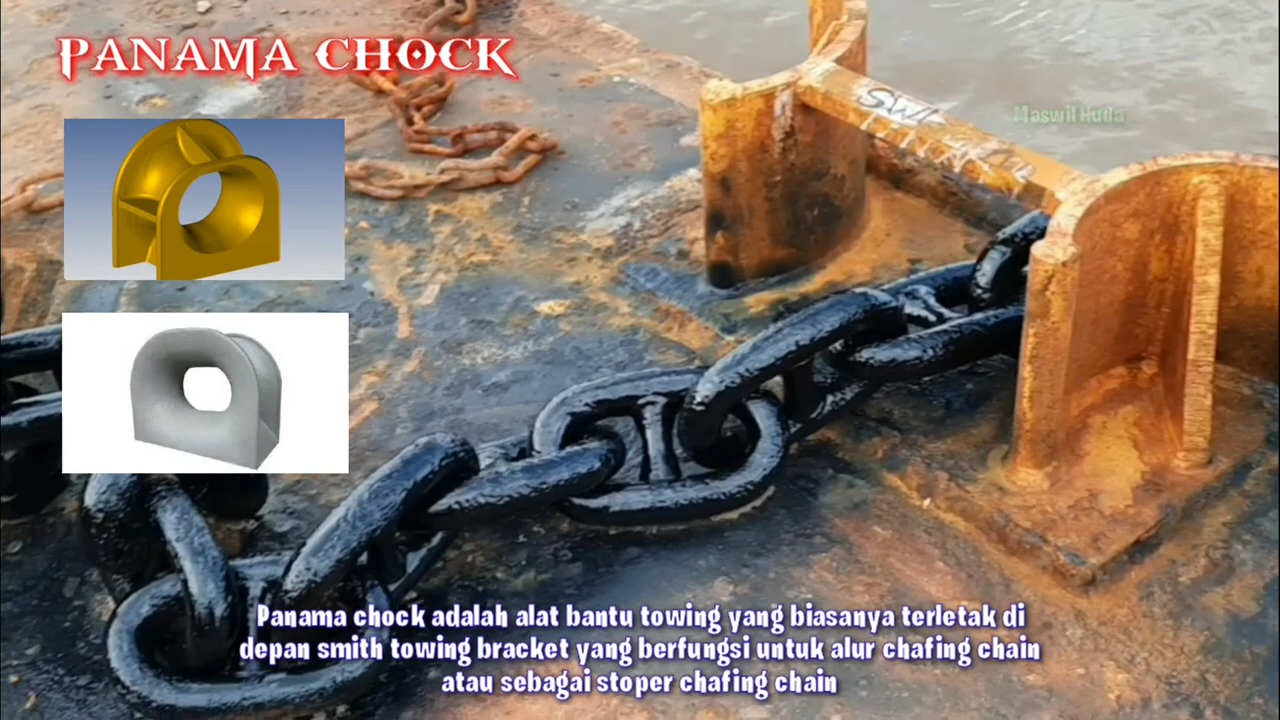 PANAMA CHOCK
SWL
Maswil Huda
Panama chock adalah alat bantu towing yang biasanya terletak di
depan smith towing bracket yang berfungsi untuk alur chafing chain
atau sebagai stoper chafing chain